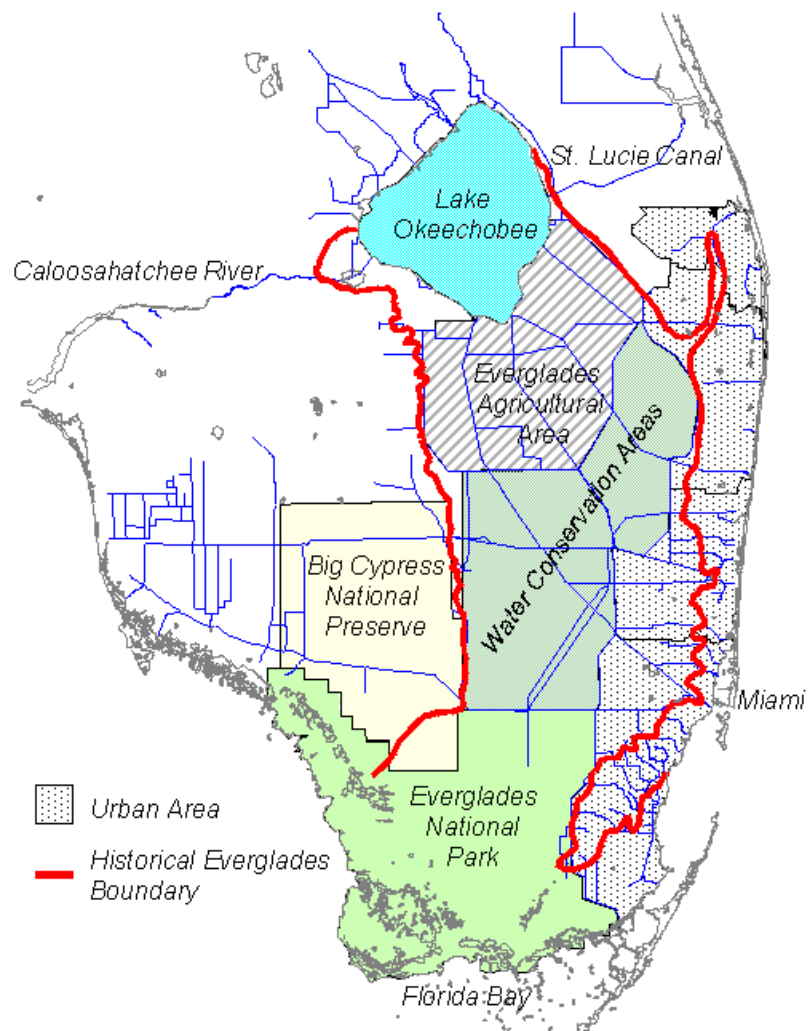 St. Lucie Canal
Lake
Okeechobee
Caloosahatchee River
Everglades
Agricultural
Area
Water Conservation Areas
Big Cypress
National
Preserve
Miami
Everglades
National
Park
Urban Area
Historical Everglades
Boundary
Florida Bay